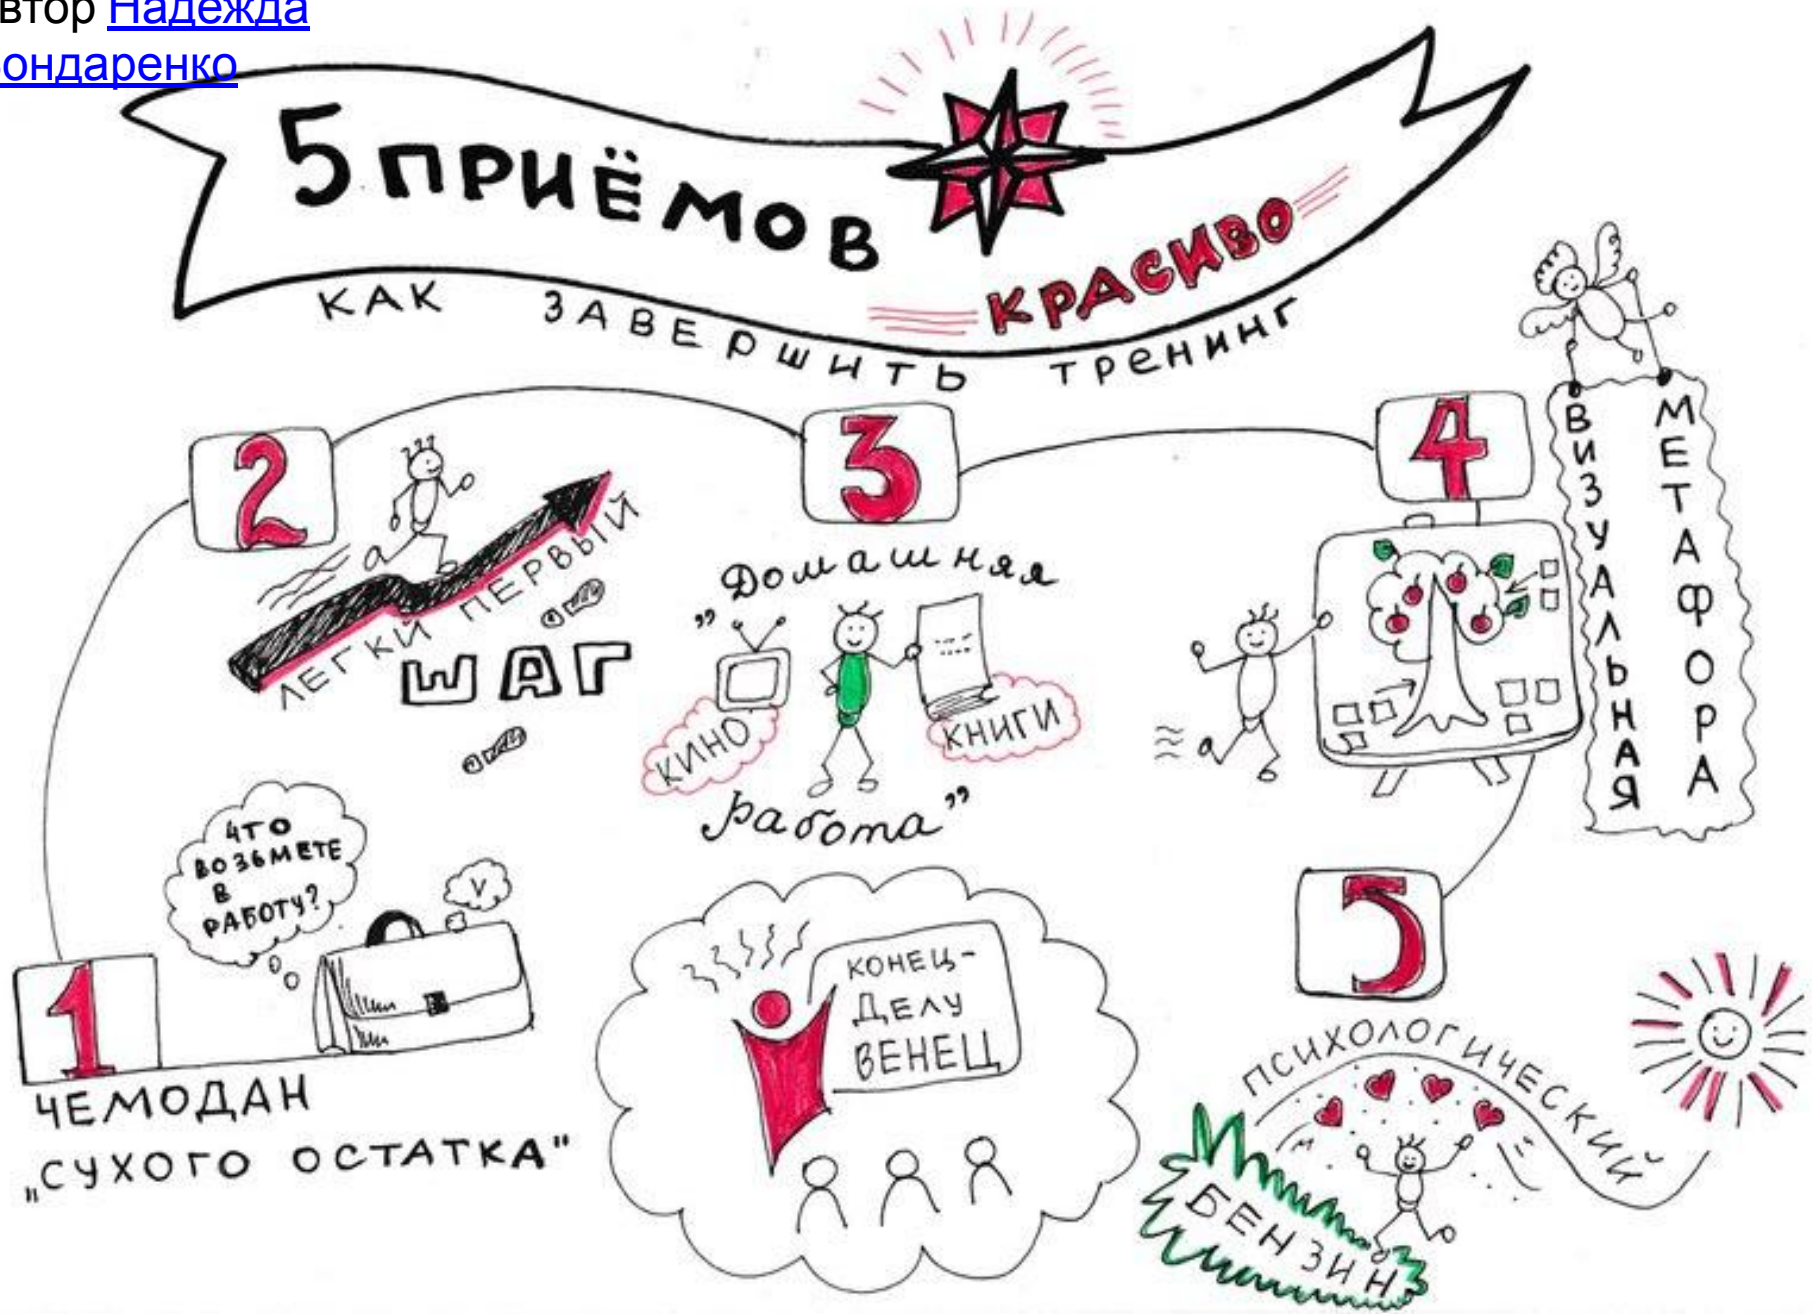 втор Надежда
ондаренко
5 ПРИЁМОВ
КАК ЗАВЕРШИТЬ ТРЕНИНГ
КРАСИВО
1
ЧЕМОДАН
„СУХОГО ОСТАТКА"
ЧТО
ВОЗЬМЕТЕ
В
РАБОТУ?
V
2
ЛЕГКИЙ ПЕРВЫЙ
ШАГ
3
„Домашняя
КИНО
КНИГИ
работа”
4
ВИЗУАЛЬНАЯ
МЕТАФОРА
5
ПСИХОЛОГИЧЕСКИЙ
БЕНЗИН
КОНЕЦ-
ДЕЛУ
ВЕНЕЦ